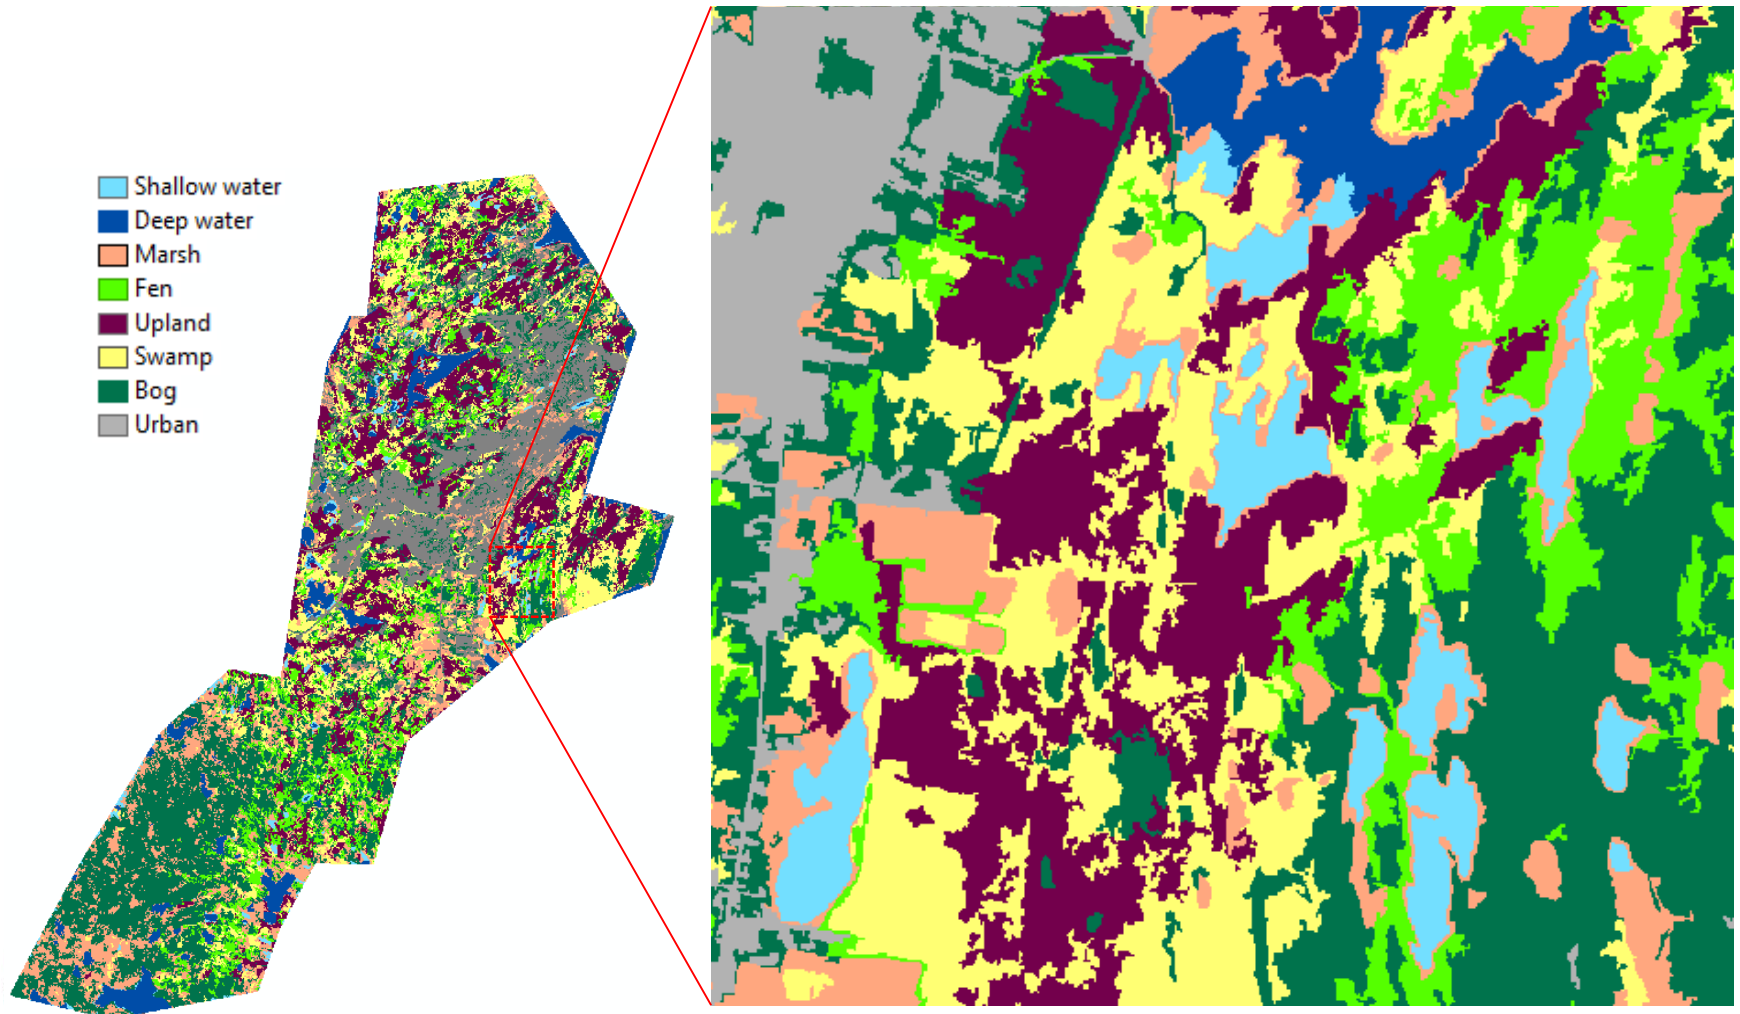 Shallow water
Deep water
Marsh
Fen
Upland
Swamp
Bog
Urban